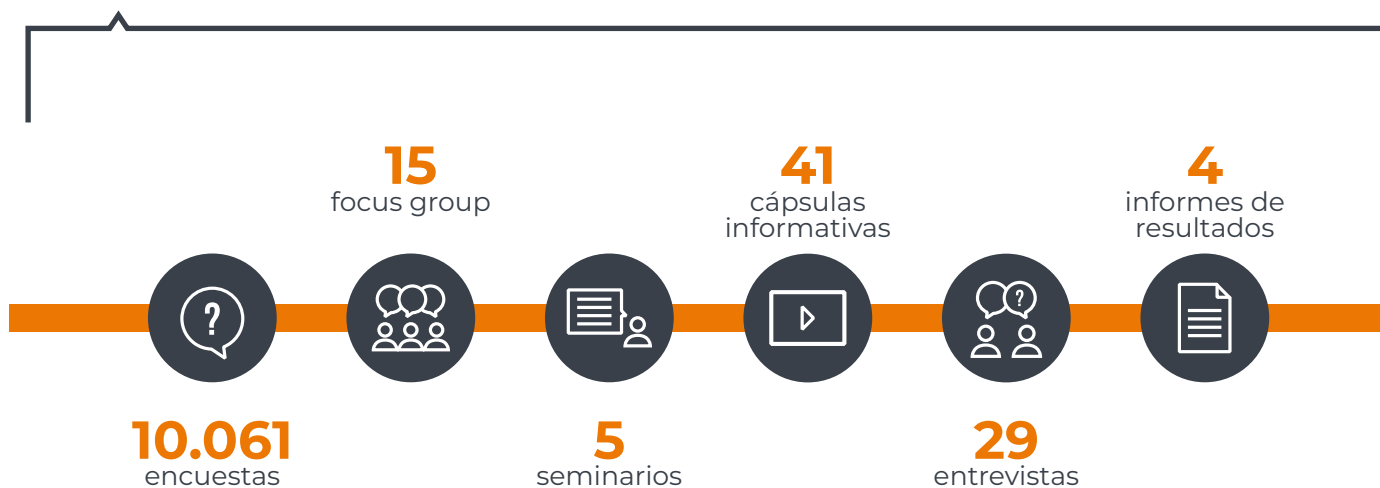 15
focus group
41
cápsulas
informativas
4
informes de
resultados
?
?
10.061
encuestas
5
seminarios
29
entrevistas